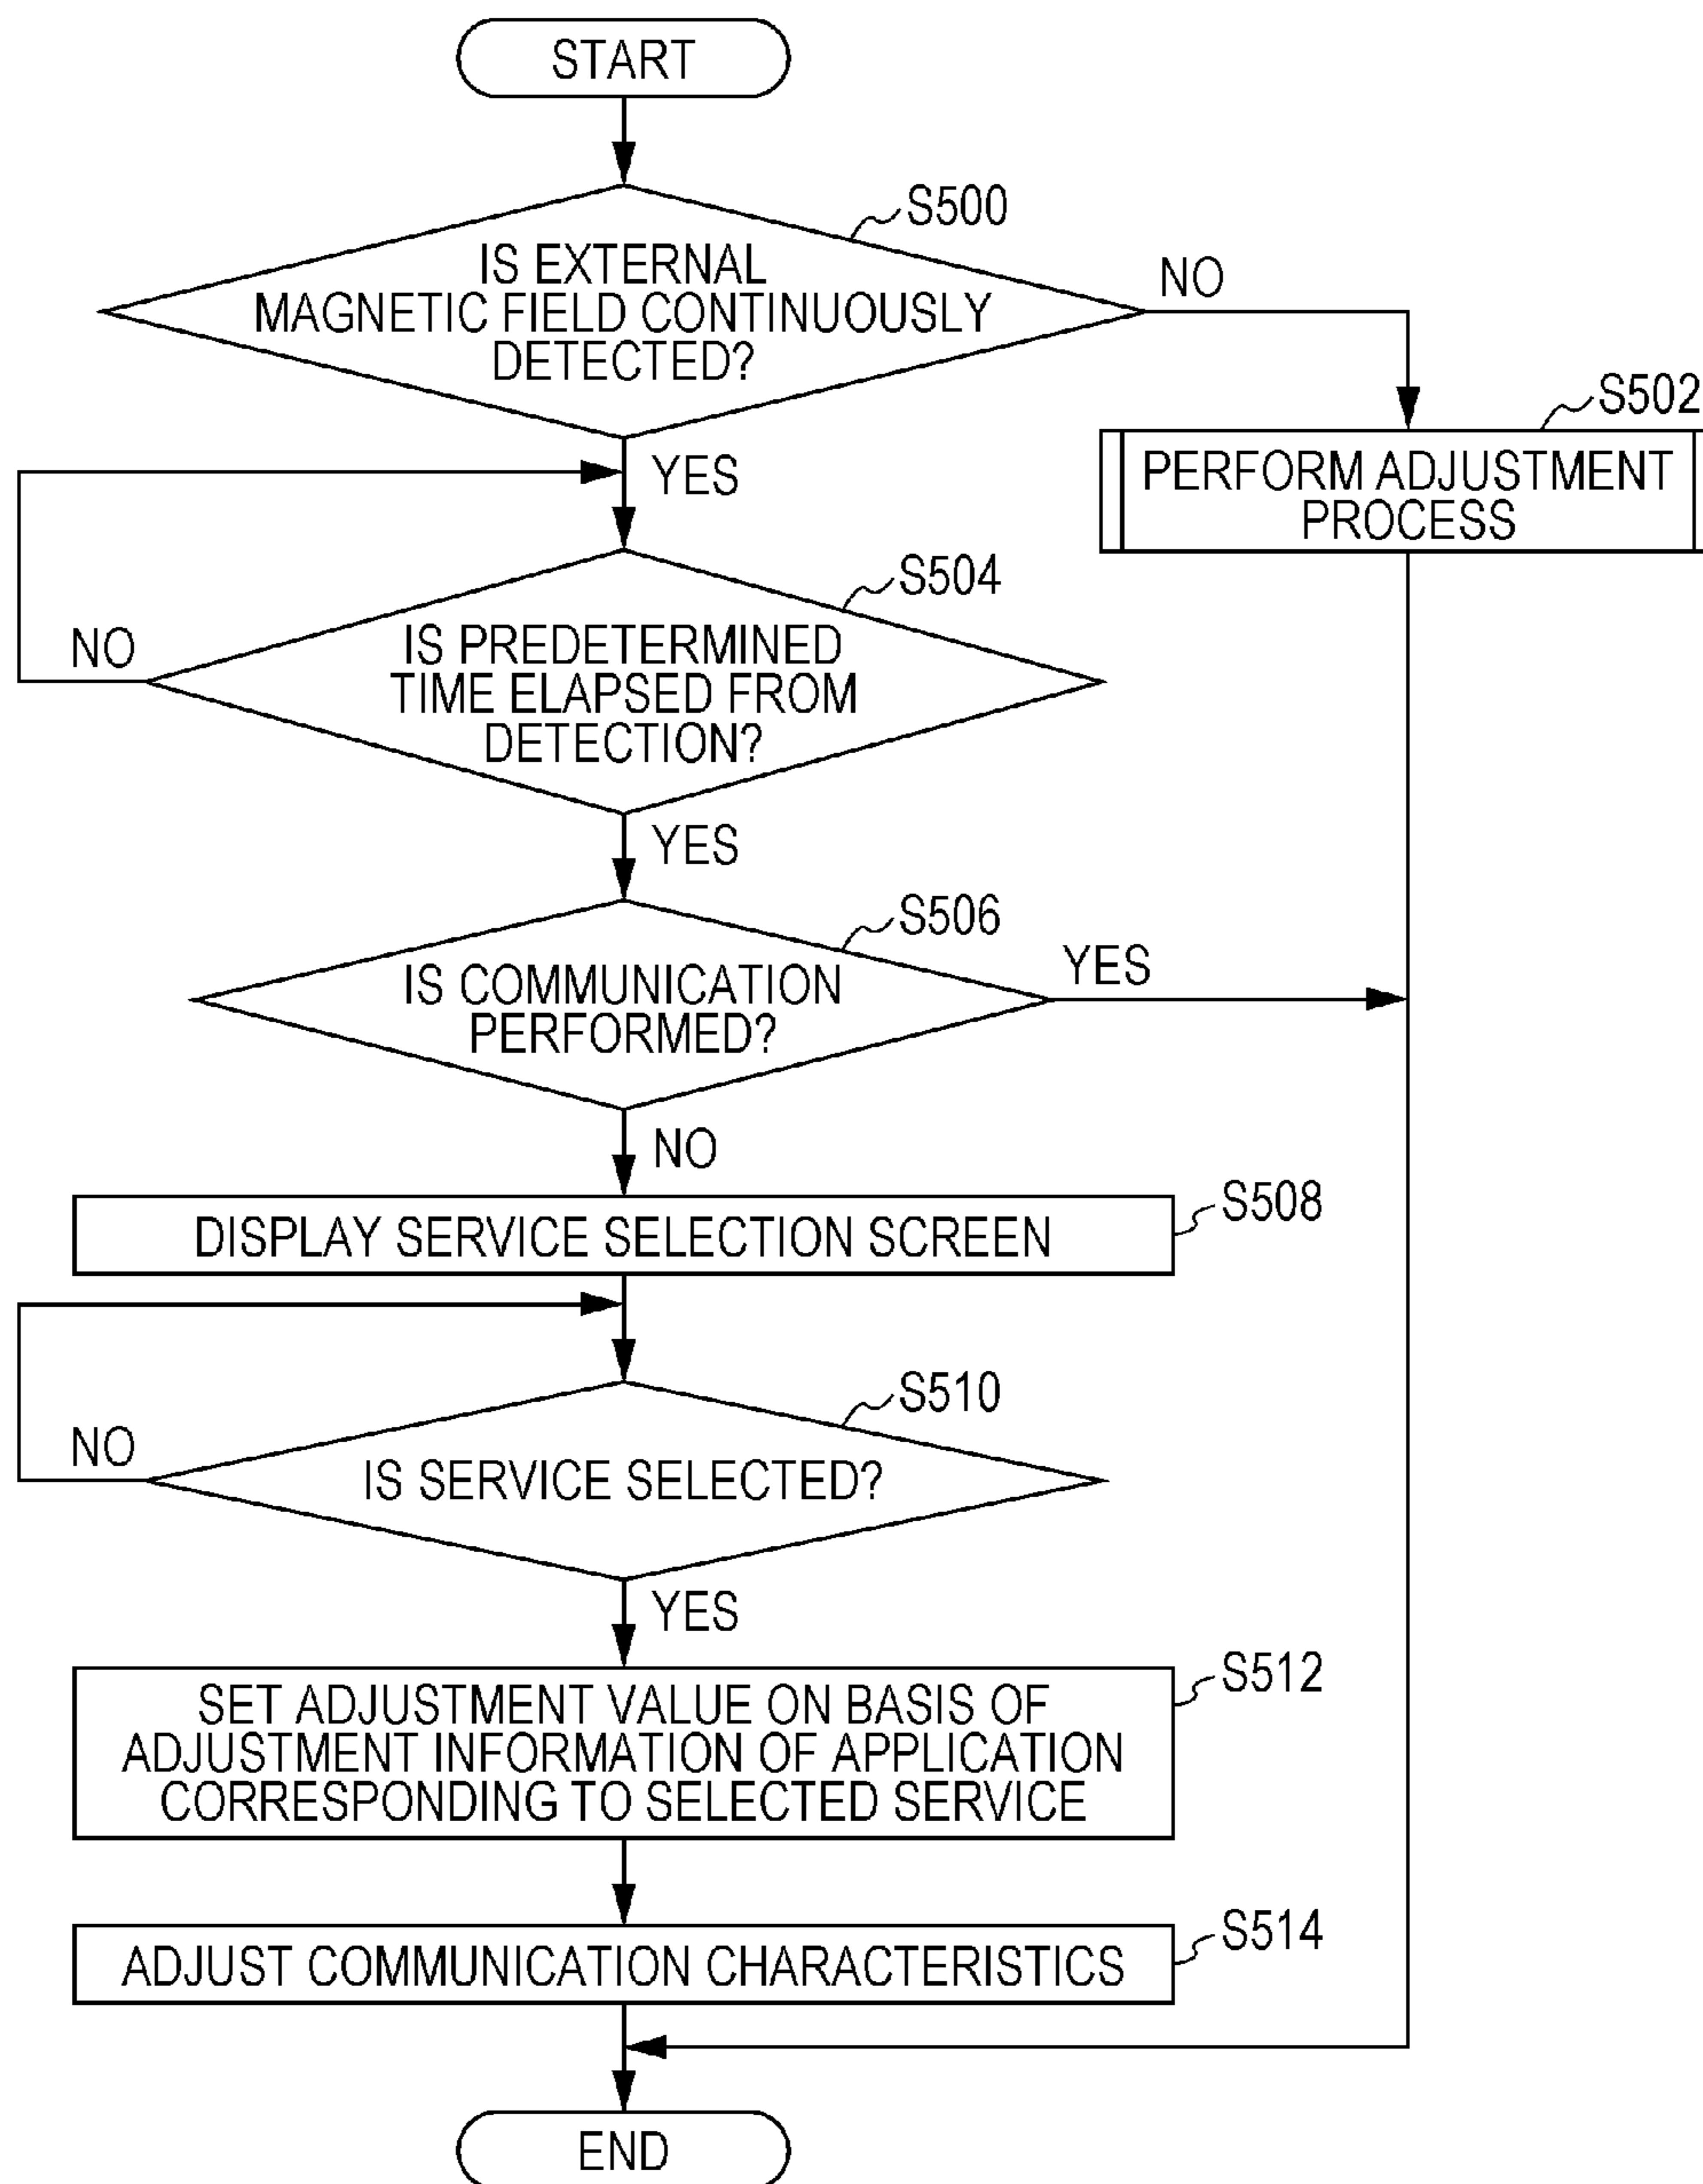 START
S500
IS EXTERNAL
MAGNETIC FIELD CONTINUOUSLY
DETECTED?
NO
YES
S502
PERFORM ADJUSTMENT
PROCESS
S504
IS PREDETERMINED
TIME ELAPSED FROM
DETECTION?
NO
YES
S506
IS COMMUNICATION
PERFORMED?
YES
NO
DISPLAY SERVICE SELECTION SCREEN
S508
S510
IS SERVICE SELECTED?
NO
YES
SET ADJUSTMENT VALUE ON BASIS OF
ADJUSTMENT INFORMATION OF APPLICATION
CORRESPONDING TO SELECTED SERVICE
S512
ADJUST COMMUNICATION CHARACTERISTICS
S514
END